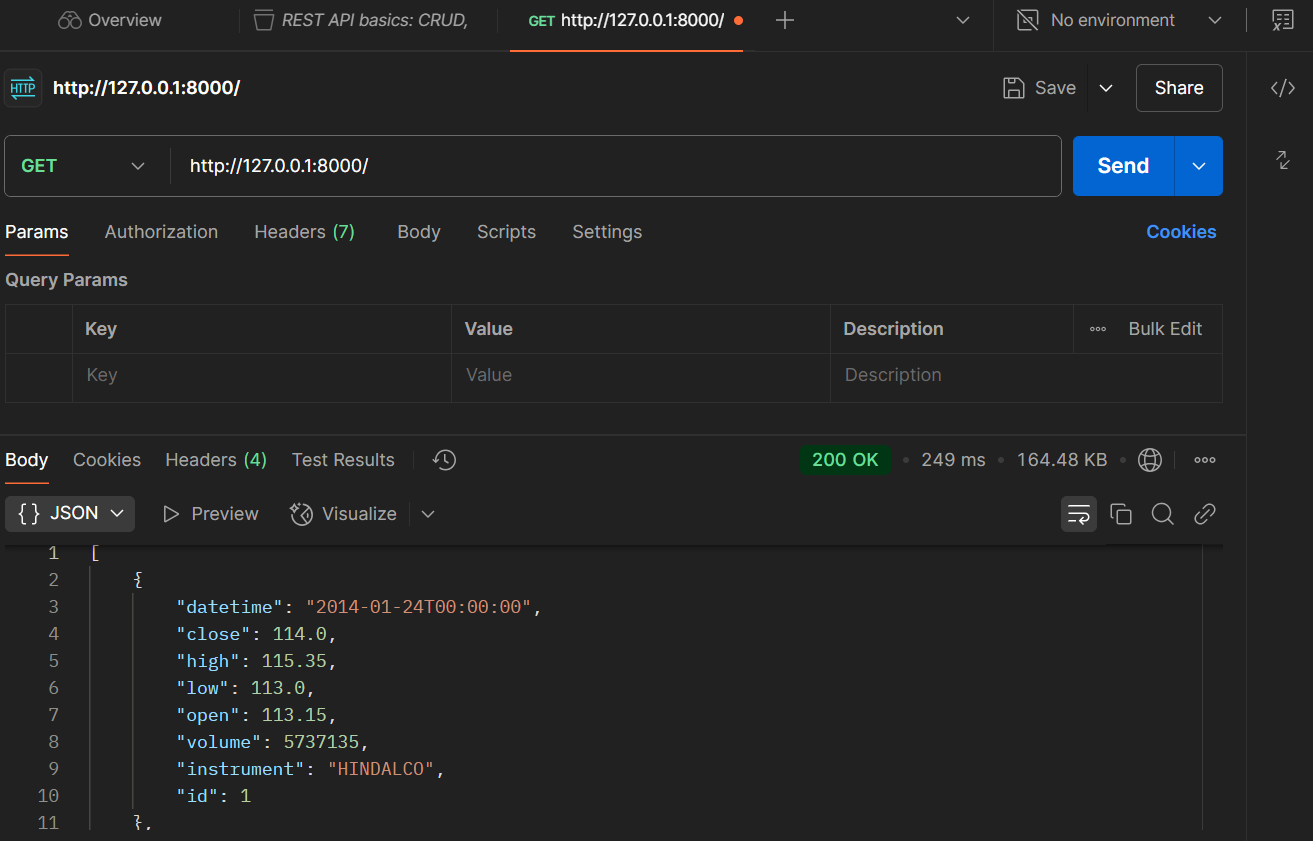 Overview REST API basics: CRUD, GET http://127.0.0.1:8000/ No environment
HTTP http://127.0.0.1:8000/ Save Share
GET http://127.0.0.1:8000/ Send
Params Authorization Headers (7) Body Scripts Settings Cookies
Query Params
Key Value Description Bulk Edit
Key Value Description
Body Cookies Headers (4) Test Results 200 OK • 249 ms • 164.48 KB •
{} JSON Preview Visualize
1 [
2 {
3 "datetime": "2014-01-24T00:00:00",
4 "close": 114.0,
5 "high": 115.35,
6 "low": 113.0,
7 "open": 113.15,
8 "volume": 5737135,
9 "instrument": "HINDALCO",
10 "id": 1
11 },